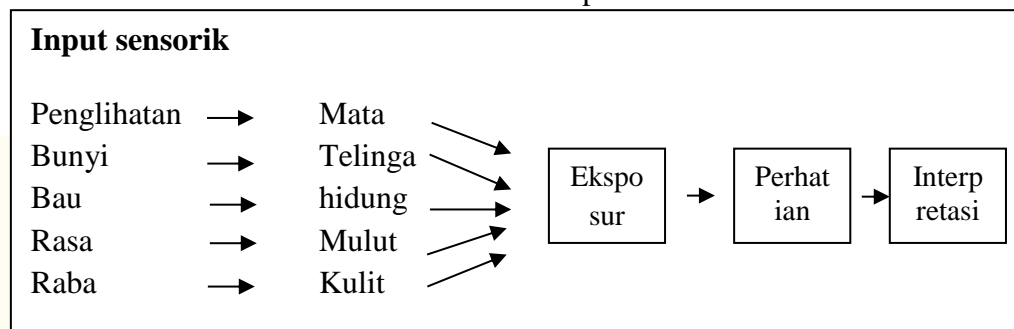 Input sensorik
Penglihatan Mata
Bunyi Telinga
Bau hidung
Rasa Mulut
Raba Kulit
Ekspo
sur
Perhat
ian
Interp
retasi